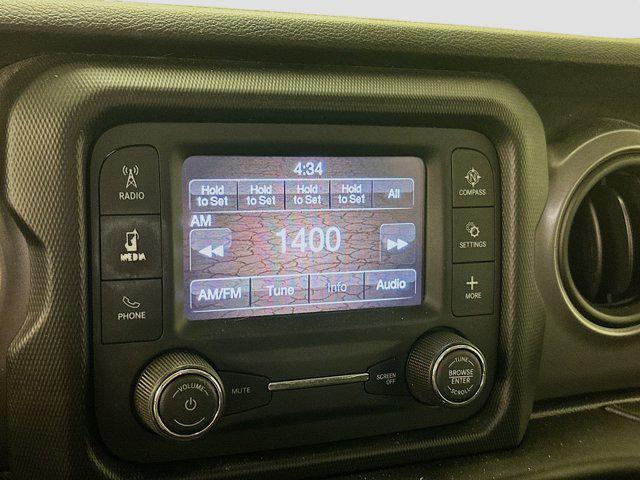 4:34
Hold to Set
Hold to Set
Hold to Set
Hold to Set
All
AM
1400
AM/FM
Tune
Info
Audio
RADIO
MEDIA
PHONE
COMPASS
SETTINGS
MORE
VOLUME
MUTE
SCREEN OFF
TUNE
BROWSE
ENTER
SCROLL